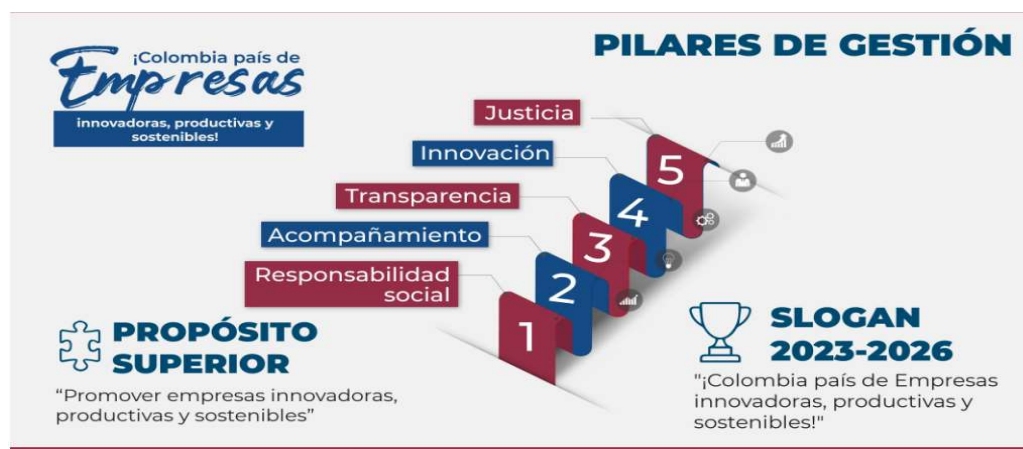 ¡Colombia país de
Empresas
innovadoras, productivas y
sostenibles!
PILARES DE GESTIÓN
Justicia
5
Innovación
4
Transparencia
3
Acompañamiento
2
Responsabilidad
social
1
PROPÓSITO
SUPERIOR
“Promover empresas innovadoras,
productivas y sostenibles”
SLOGAN
2023-2026
"¡Colombia país de Empresas
innovadoras, productivas y
sostenibles!"